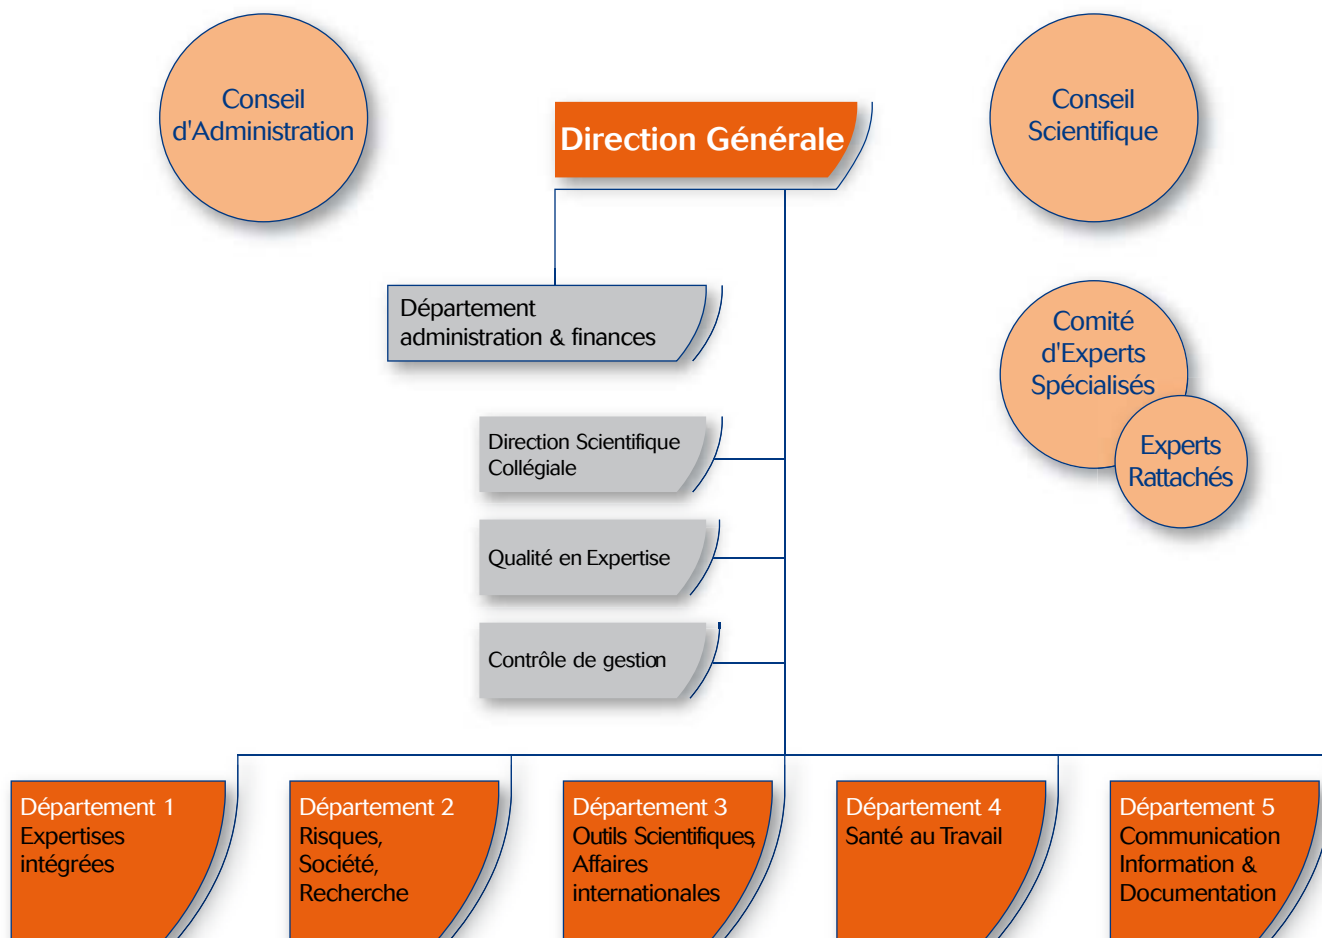 Conseil
d'Administration
Direction Générale
Conseil
Scientifique
Département
administration & finances
Comité
d'Experts
Spécialisés
Experts
Rattachés
Direction Scientifique
Collégiale
Qualité en Expertise
Contrôle de gestion
Département 1
Expertises
intégrées
Département 2
Risques,
Société,
Recherche
Département 3
Outils Scientifiques,
Affaires
internationales
Département 4
Santé au Travail
Département 5
Communication
Information &
Documentation